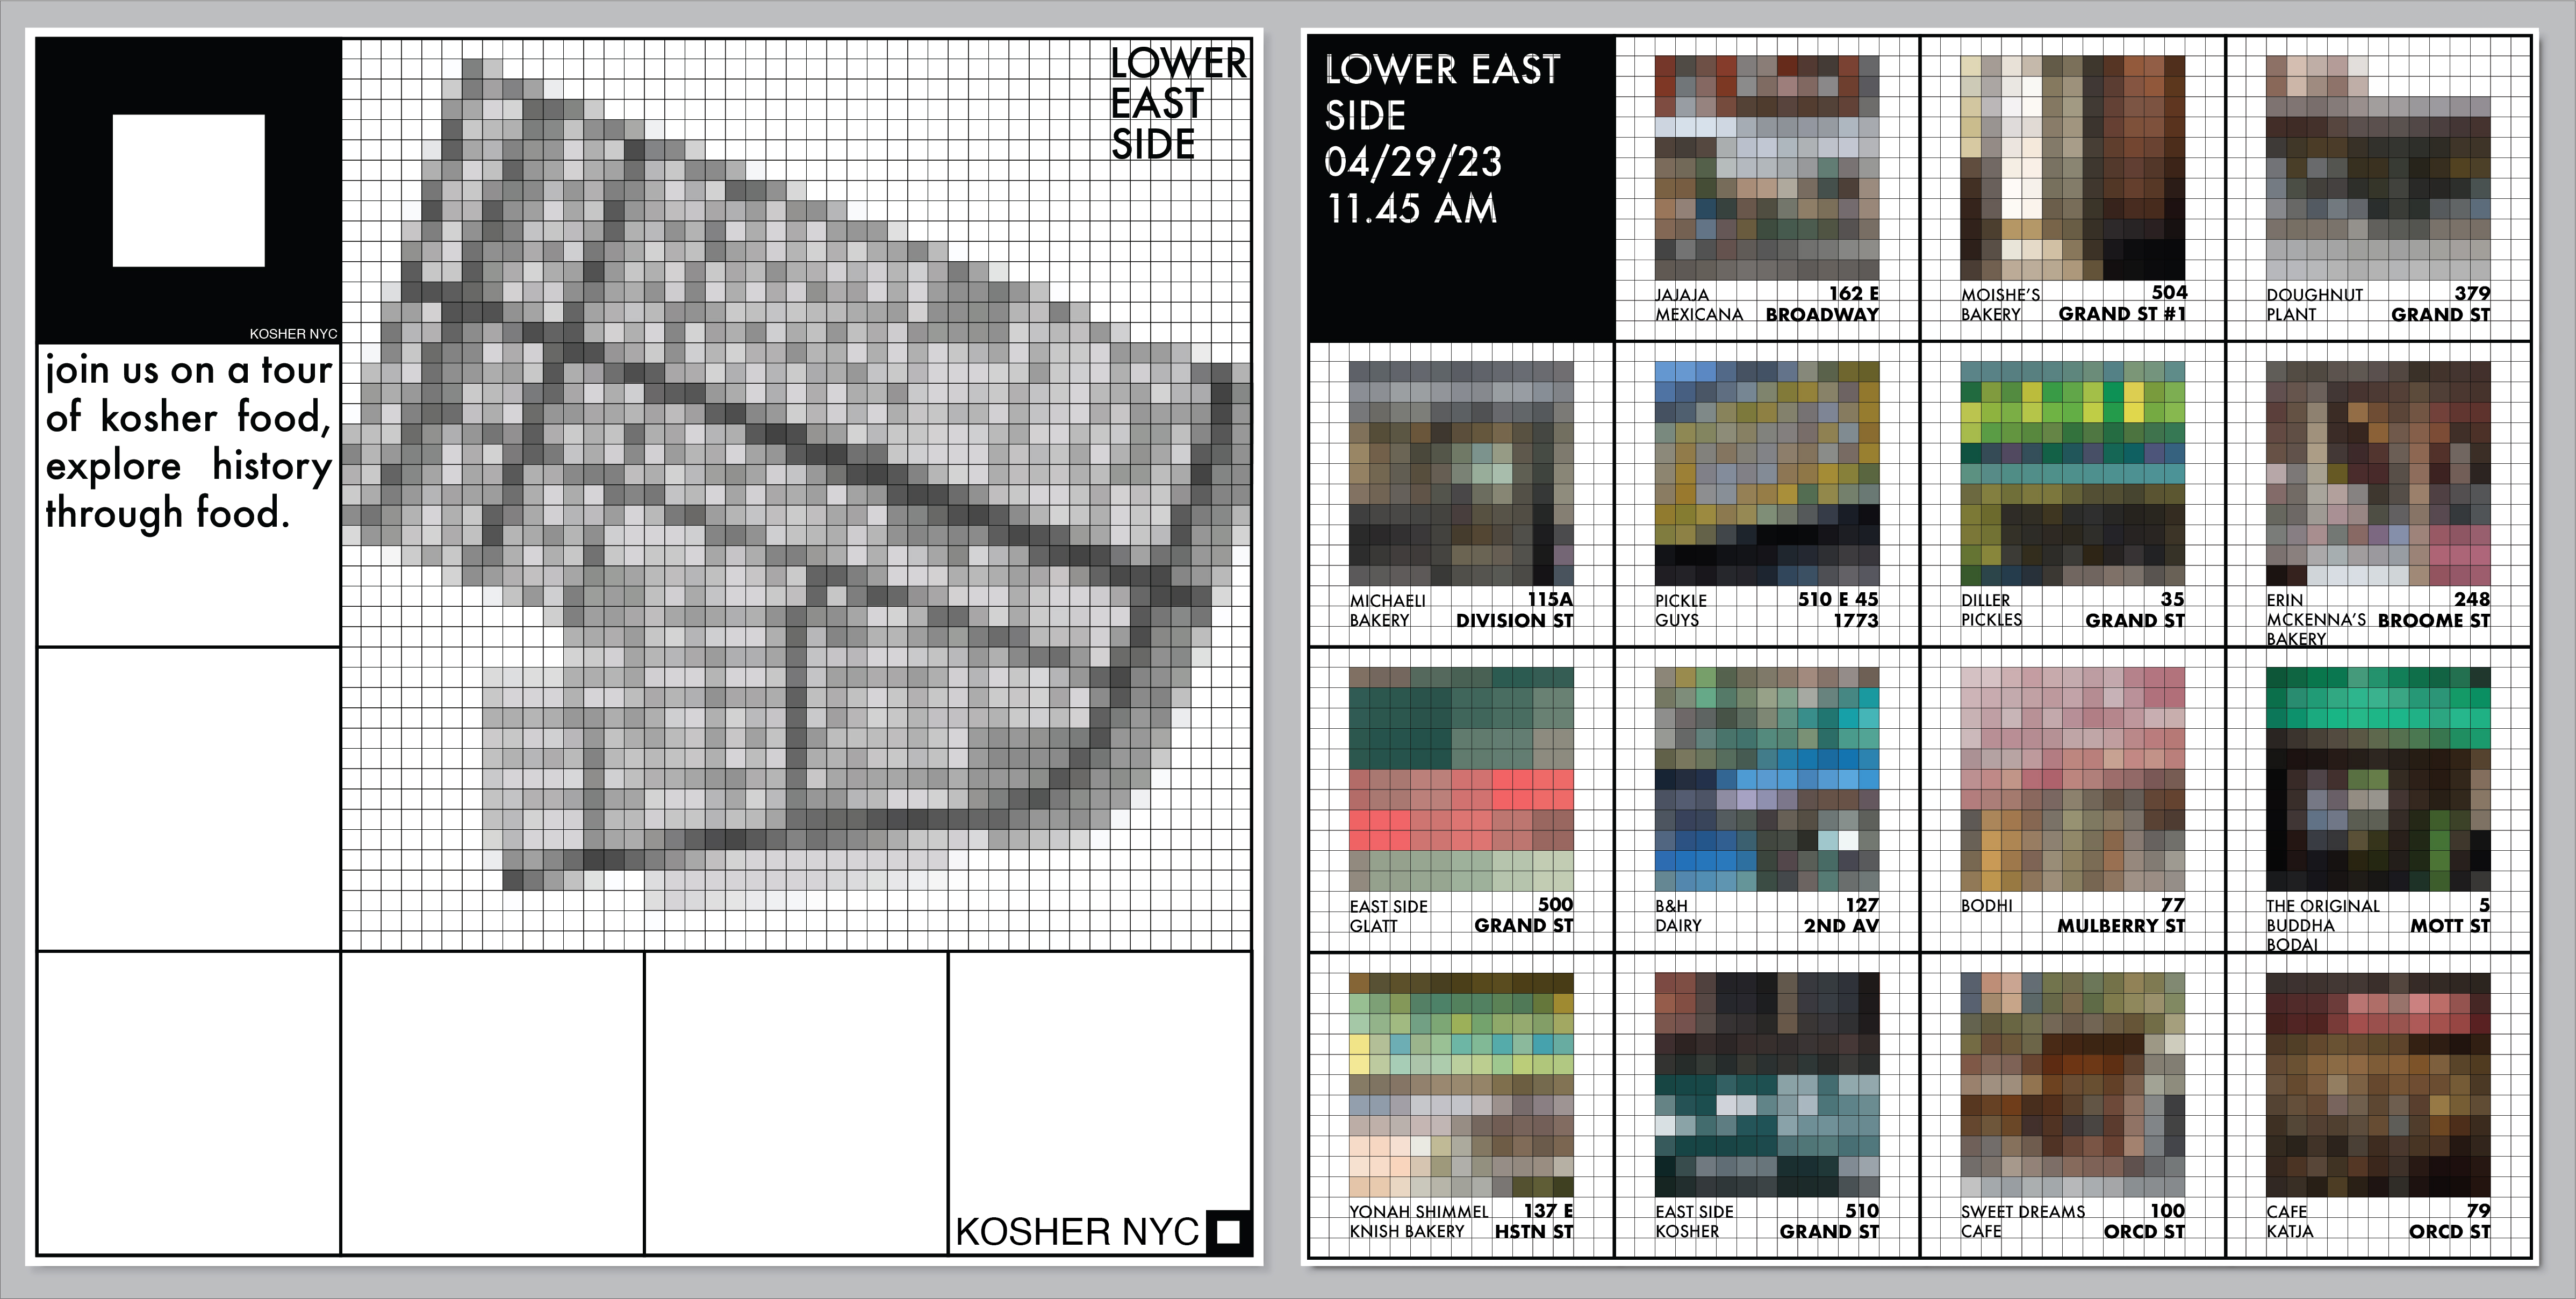 LOWER
EAST
SIDE
KOSHER NYC
join us on a tour
of kosher food,
explore history
through food.
KOSHER NYC
LOWER EAST
SIDE
04/29/23
11.45 AM
JAJAJA 162 E
MEXICANA BROADWAY
MOISHE'S 504
BAKERY GRAND ST #1
DOUGHNUT 379
PLANT GRAND ST
MICHAELI 115A
BAKERY DIVISION ST
PICKLE 510 E 45
GUYS 1773
DILLER 35
PICKLES GRAND ST
ERIN 248
MCKENNA'S BROOME ST
BAKERY
EAST SIDE 500
GLATT GRAND ST
B&H 127
DAIRY 2ND AV
BODHI 77
MULBERRY ST
THE ORIGINAL 5
BUDDHA MOTT ST
BODAI
YONAH SHIMMEL 137 E
KNISH BAKERY HSTN ST
EAST SIDE 510
KOSHER GRAND ST
SWEET DREAMS 100
CAFE ORCD ST
CAFE 79
KATJA ORCD ST